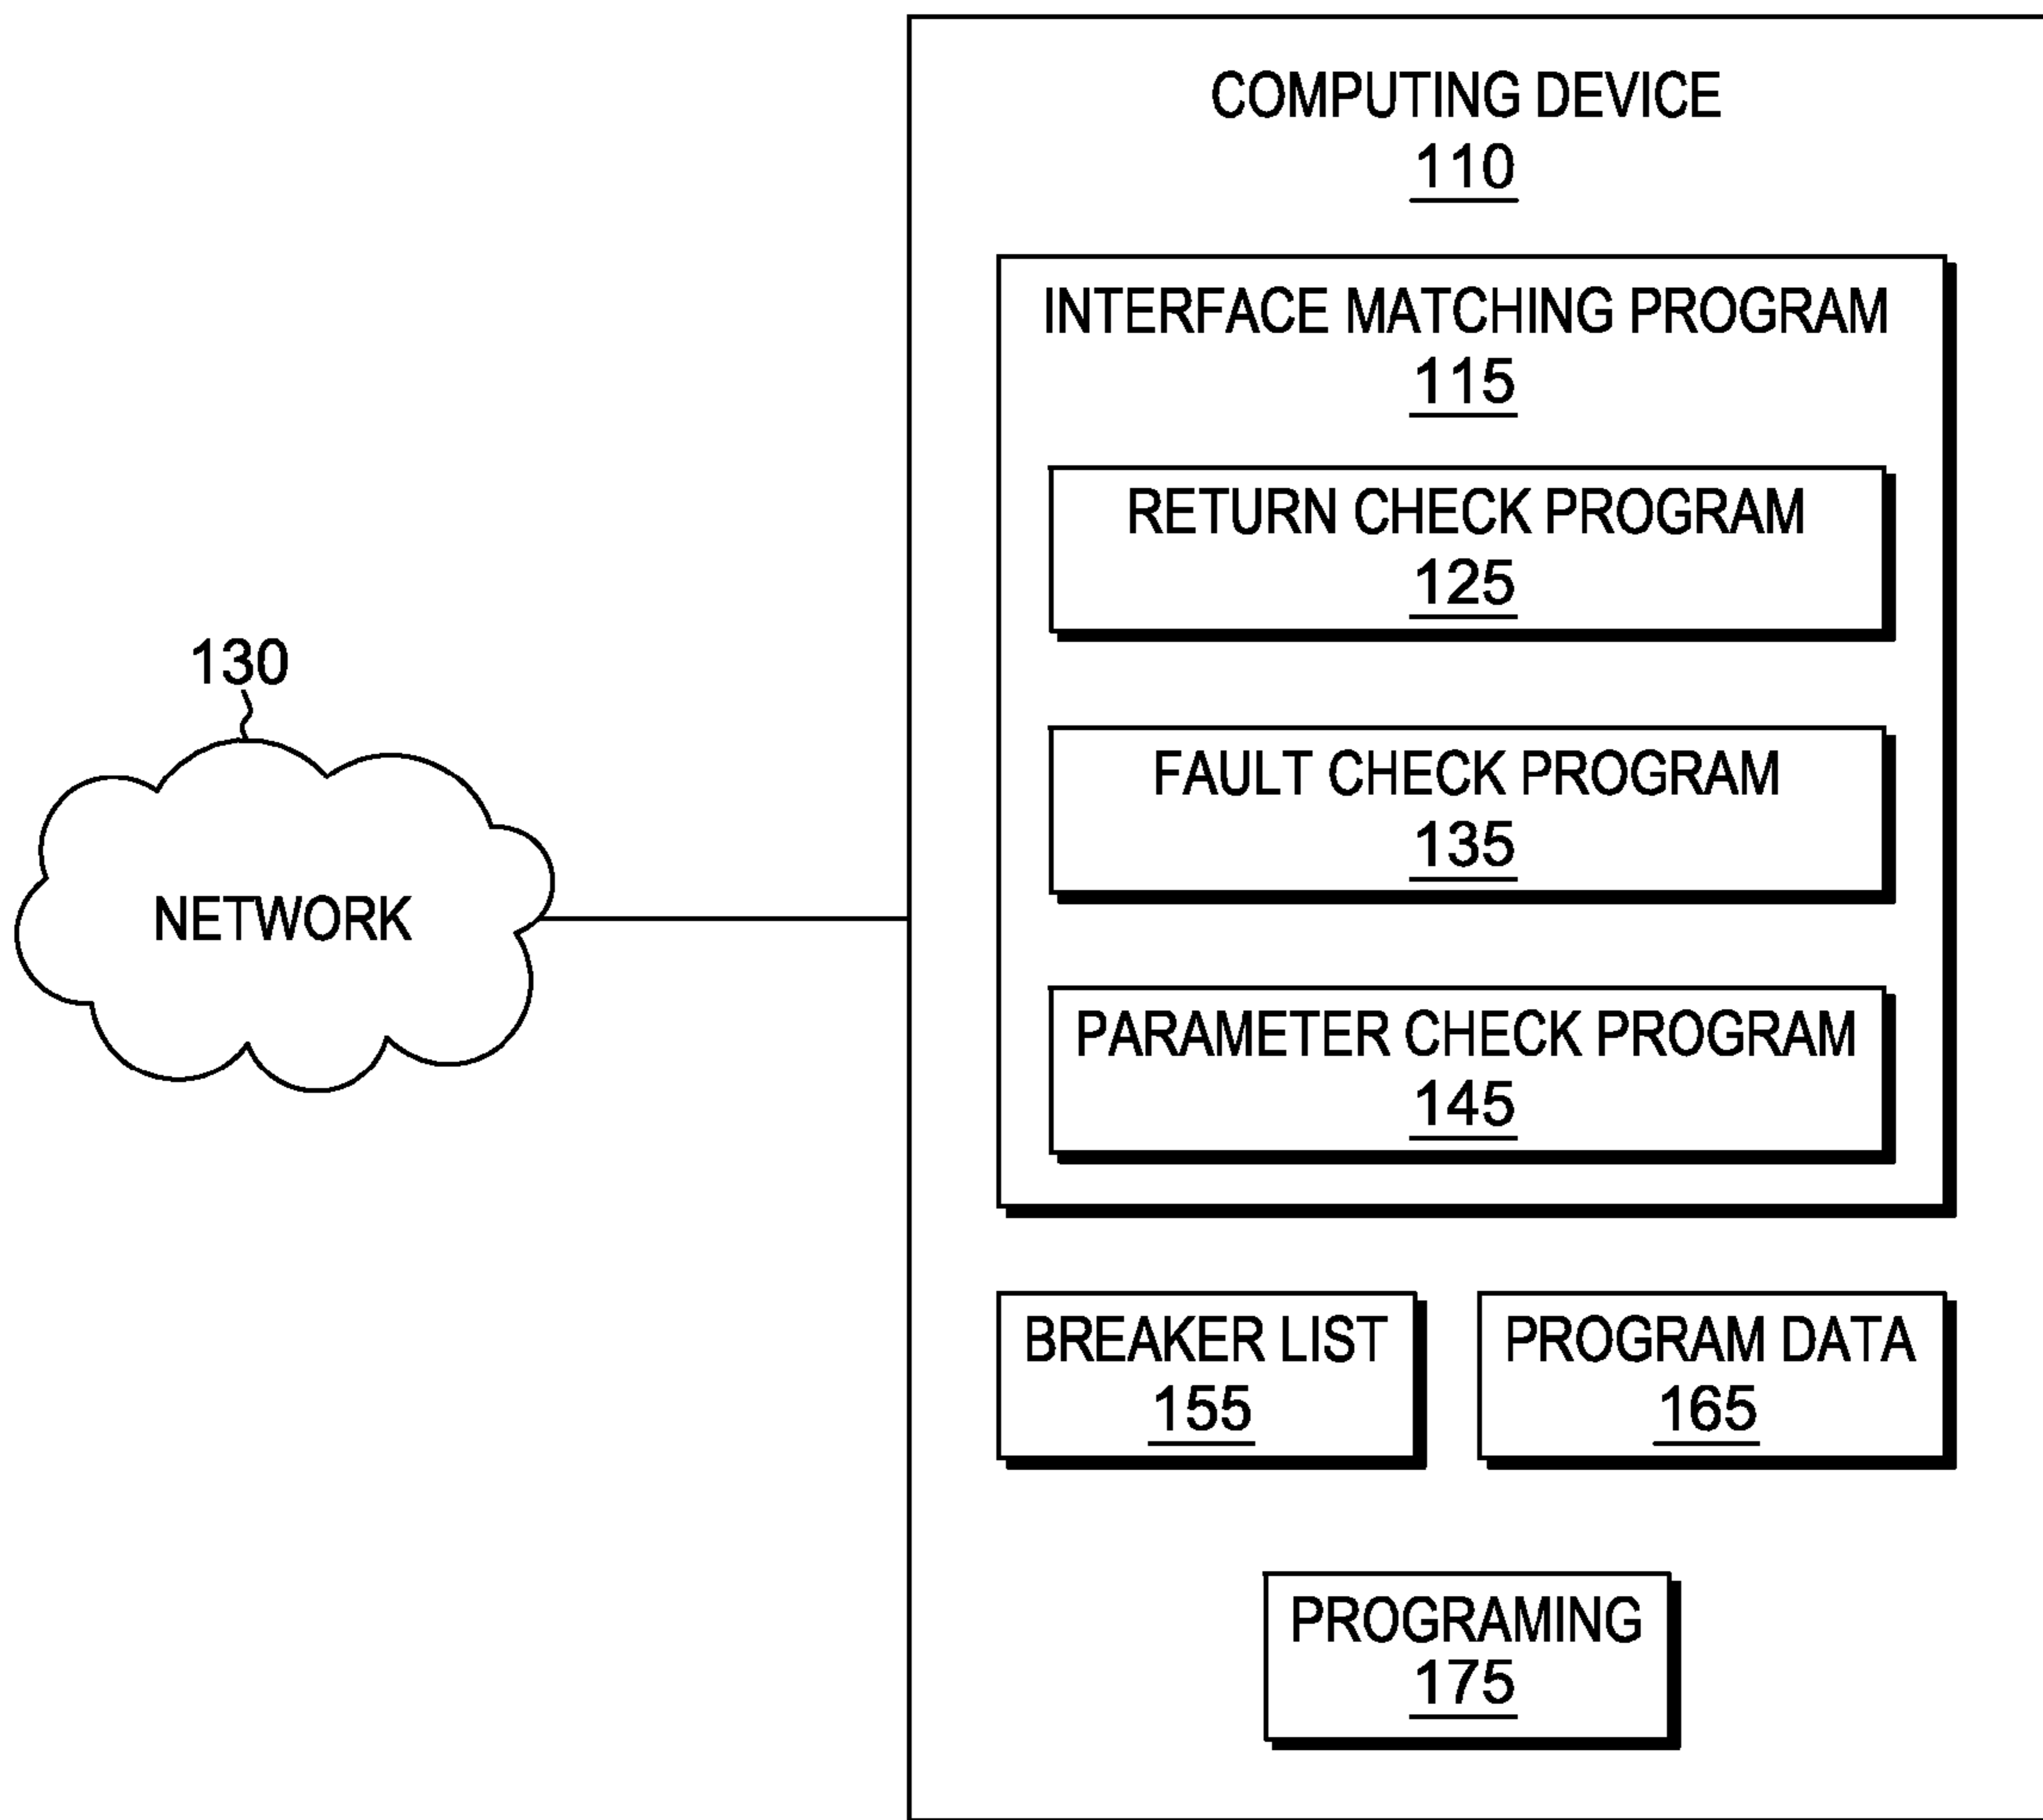 COMPUTING DEVICE
110
INTERFACE MATCHING PROGRAM
115
RETURN CHECK PROGRAM
125
FAULT CHECK PROGRAM
135
PARAMETER CHECK PROGRAM
145
130
NETWORK
BREAKER LIST
155
PROGRAM DATA
165
PROGRAMING
175